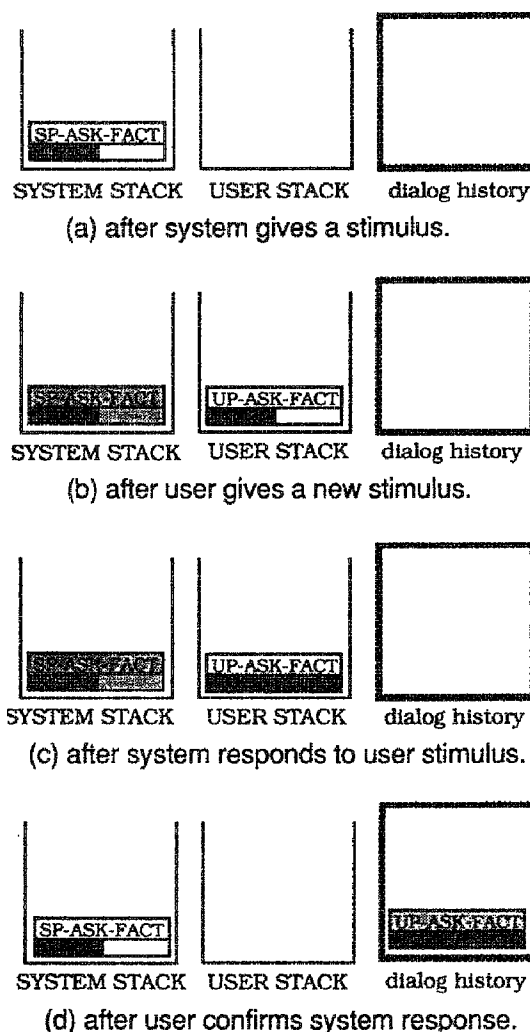 SP-ASK-FACT
SYSTEM STACK USER STACK dialog history
(a) after system gives a stimulus.
SP-ASK-FACT UP-ASK-FACT
SYSTEM STACK USER STACK dialog history
(b) after user gives a new stimulus.
SP-ASK-FACT UP-ASK-FACT
SYSTEM STACK USER STACK dialog history
(c) after system responds to user stimulus.
SP-ASK-FACT UP-ASK-FACT
SYSTEM STACK USER STACK dialog history
(d) after user confirms system response.